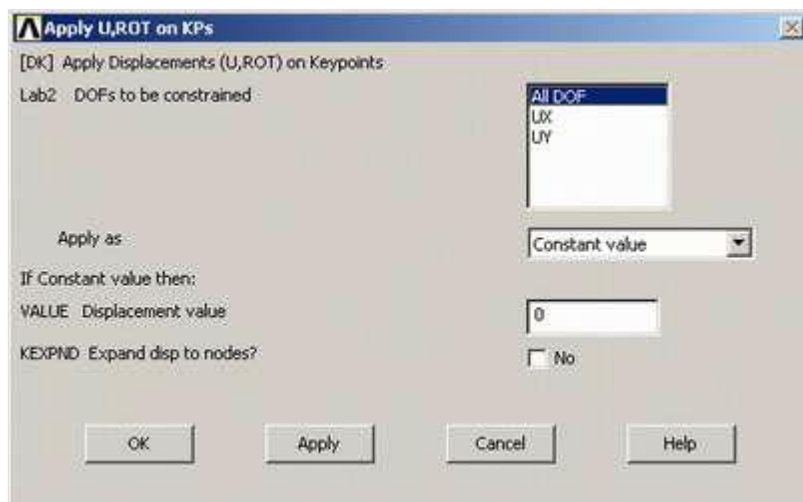 Apply U,ROT on KPs
[DK] Apply Displacements (U,ROT) on Keypoints
Lab2 DOFs to be constrained
All DOF
UX
UY
Apply as
Constant value
If Constant value then:
VALUE Displacement value
0
KEXPND Expand disp to nodes?
No
OK Apply Cancel Help